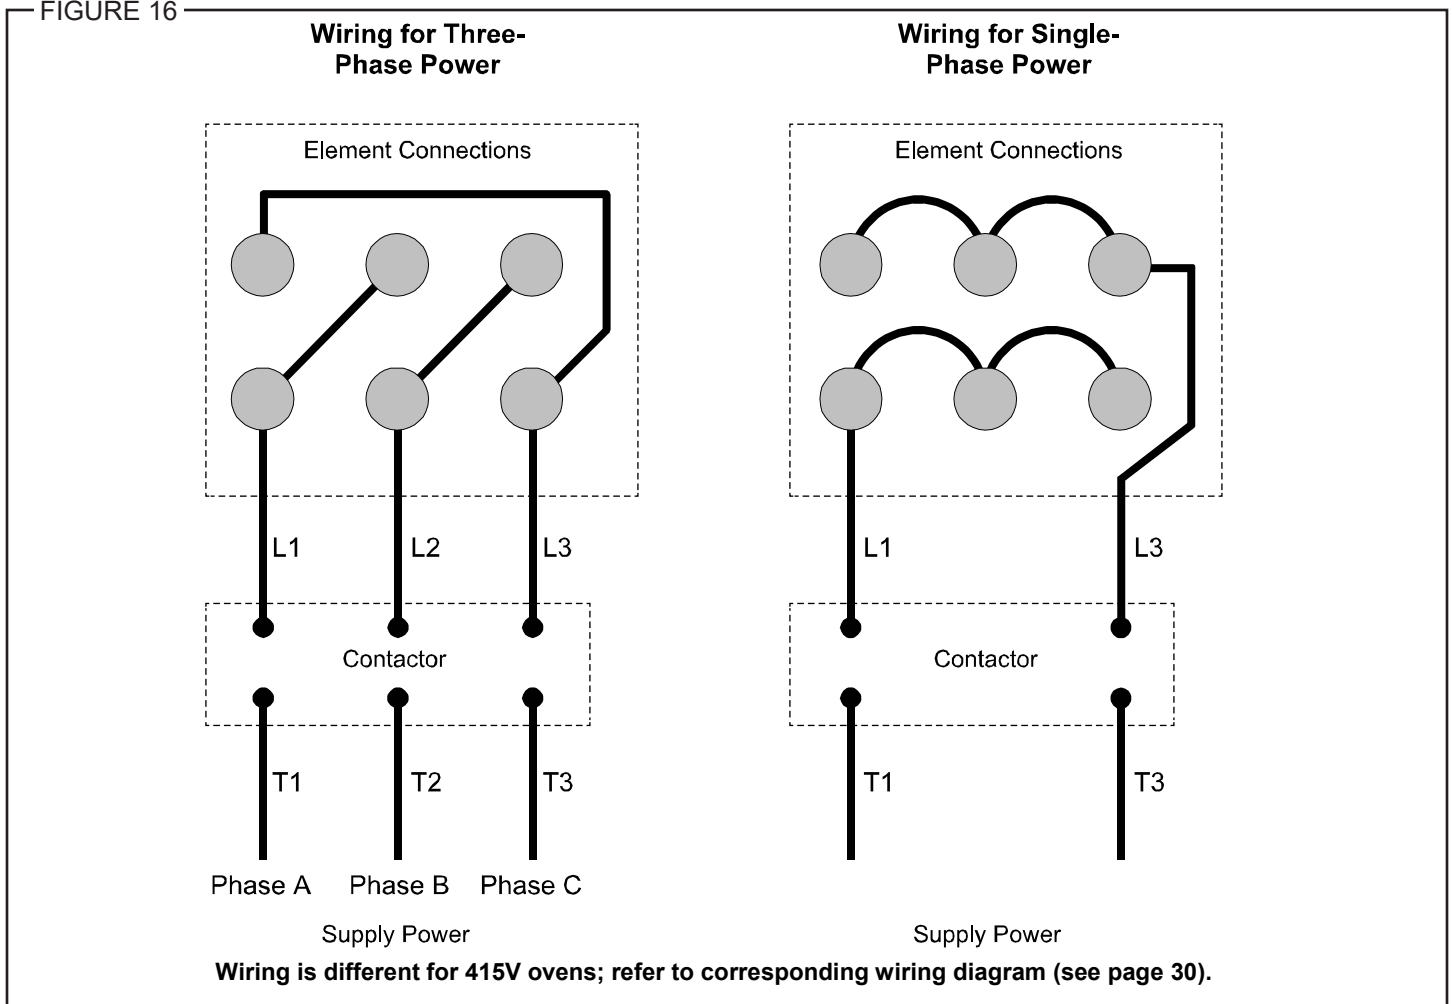 FIGURE 16
Wiring for Three-
Phase Power
Element Connections
L1
L2
L3
Contactor
T1
T2
T3
Phase A
Phase B
Phase C
Supply Power
Wiring for Single-
Phase Power
Element Connections
L1
L3
Contactor
T1
T3
Supply Power
Wiring is different for 415V ovens; refer to corresponding wiring diagram (see page 30).